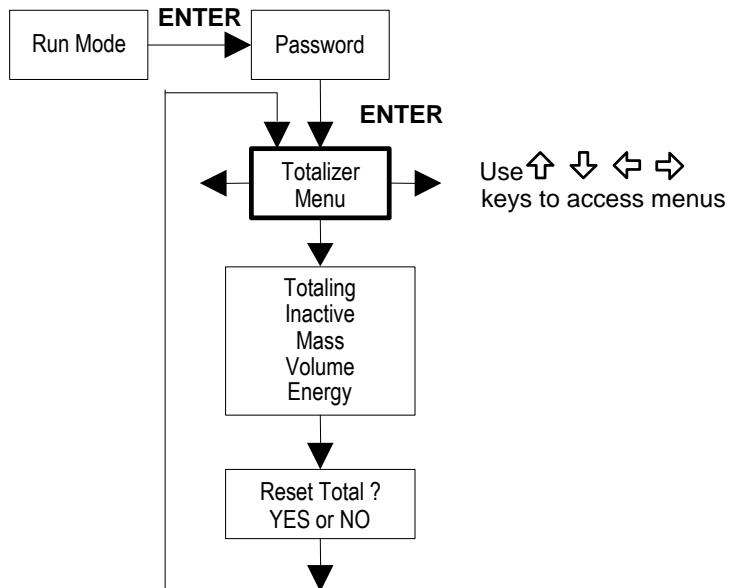 ENTER
Run Mode
Password
ENTER
Totalizer
Menu
Use
keys to access menus
Totaling
Inactive
Mass
Volume
Energy
Reset Total ?
YES or NO